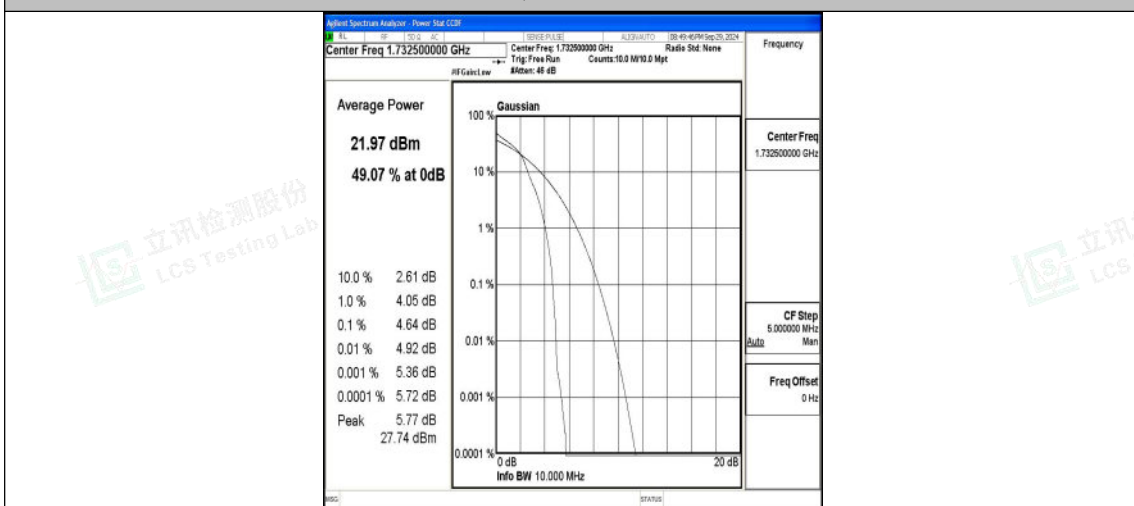 Agilent Spectrum Analyzer - Power Stat CCDF
RL RF 50 Ω AC SENSE:PULSE ALIGNAUTO 08:49:46PM Sep 29, 2024
Center Freq 1.732500000 GHz
Center Freq: 1.732500000 GHz Radio Std: None
Trig: Free Run Counts:10.0 M/10.0 Mpt
#IFGain:Low #Atten: 46 dB
Frequency
Average Power
21.97 dBm
49.07 % at 0dB
10.0 % 2.61 dB
1.0 % 4.05 dB
0.1 % 4.64 dB
0.01 % 4.92 dB
0.001 % 5.36 dB
0.0001 % 5.72 dB
Peak 5.77 dB
27.74 dBm
Gaussian
100 %
10 %
1 %
0.1 %
0.01 %
0.001 %
0.0001 %
0 dB 20 dB
Info BW 10.000 MHz
Center Freq
1.732500000 GHz
CF Step
5.000000 MHz
Auto Man
Freq Offset
0 Hz
MSG STATUS
立讯检测股份
LCS Testing Lab
立讯
LCS